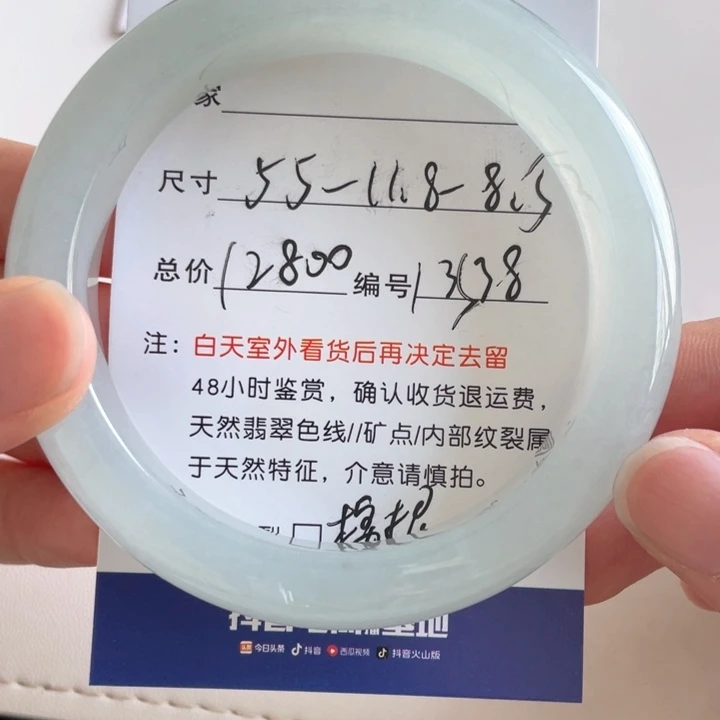 家
尺寸 55-11.8-8.5
总价 12800 编号
注：白天室外看货后再决定去留
48小时鉴赏，确认收货退运费，
天然翡翠色线//矿点/内部纹裂属
于天然特征，介意请慎拍。
今日头条 抖音 西瓜视频 抖音火山版